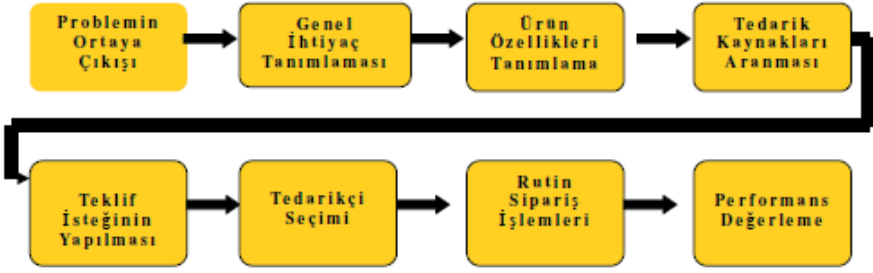 Problemin
Ortaya
Çıkışı
Genel
İhtiyaç
Tanımlaması
Ürün
Özellikleri
Tanımlama
Tedarik
Kaynakları
Aranması
Teklif
İsteğinin
Yapılması
Tedarikçi
Seçimi
Rutin
Sipariş
İşlemleri
Performans
Değerleme